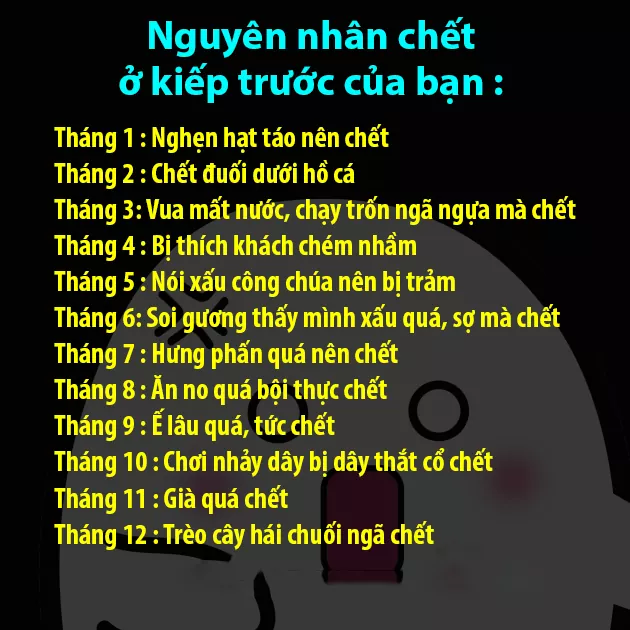 Nguyên nhân chết
ở kiếp trước của bạn :
Tháng 1 : Nghẹn hạt táo nên chết
Tháng 2 : Chết đuối dưới hồ cá
Tháng 3: Vua mất nước, chạy trốn ngã ngựa mà chết
Tháng 4 : Bị thích khách chém nhầm
Tháng 5 : Nói xấu công chúa nên bị trảm
Tháng 6: Soi gương thấy mình xấu quá, sợ mà chết
Tháng 7 : Hưng phấn quá nên chết
Tháng 8 : Ăn no quá bội thực chết
Tháng 9 : Ế lâu quá, tức chết
Tháng 10 : Chơi nhảy dây bị dây thắt cổ chết
Tháng 11 : Già quá chết
Tháng 12 : Trèo cây hái chuối ngã chết